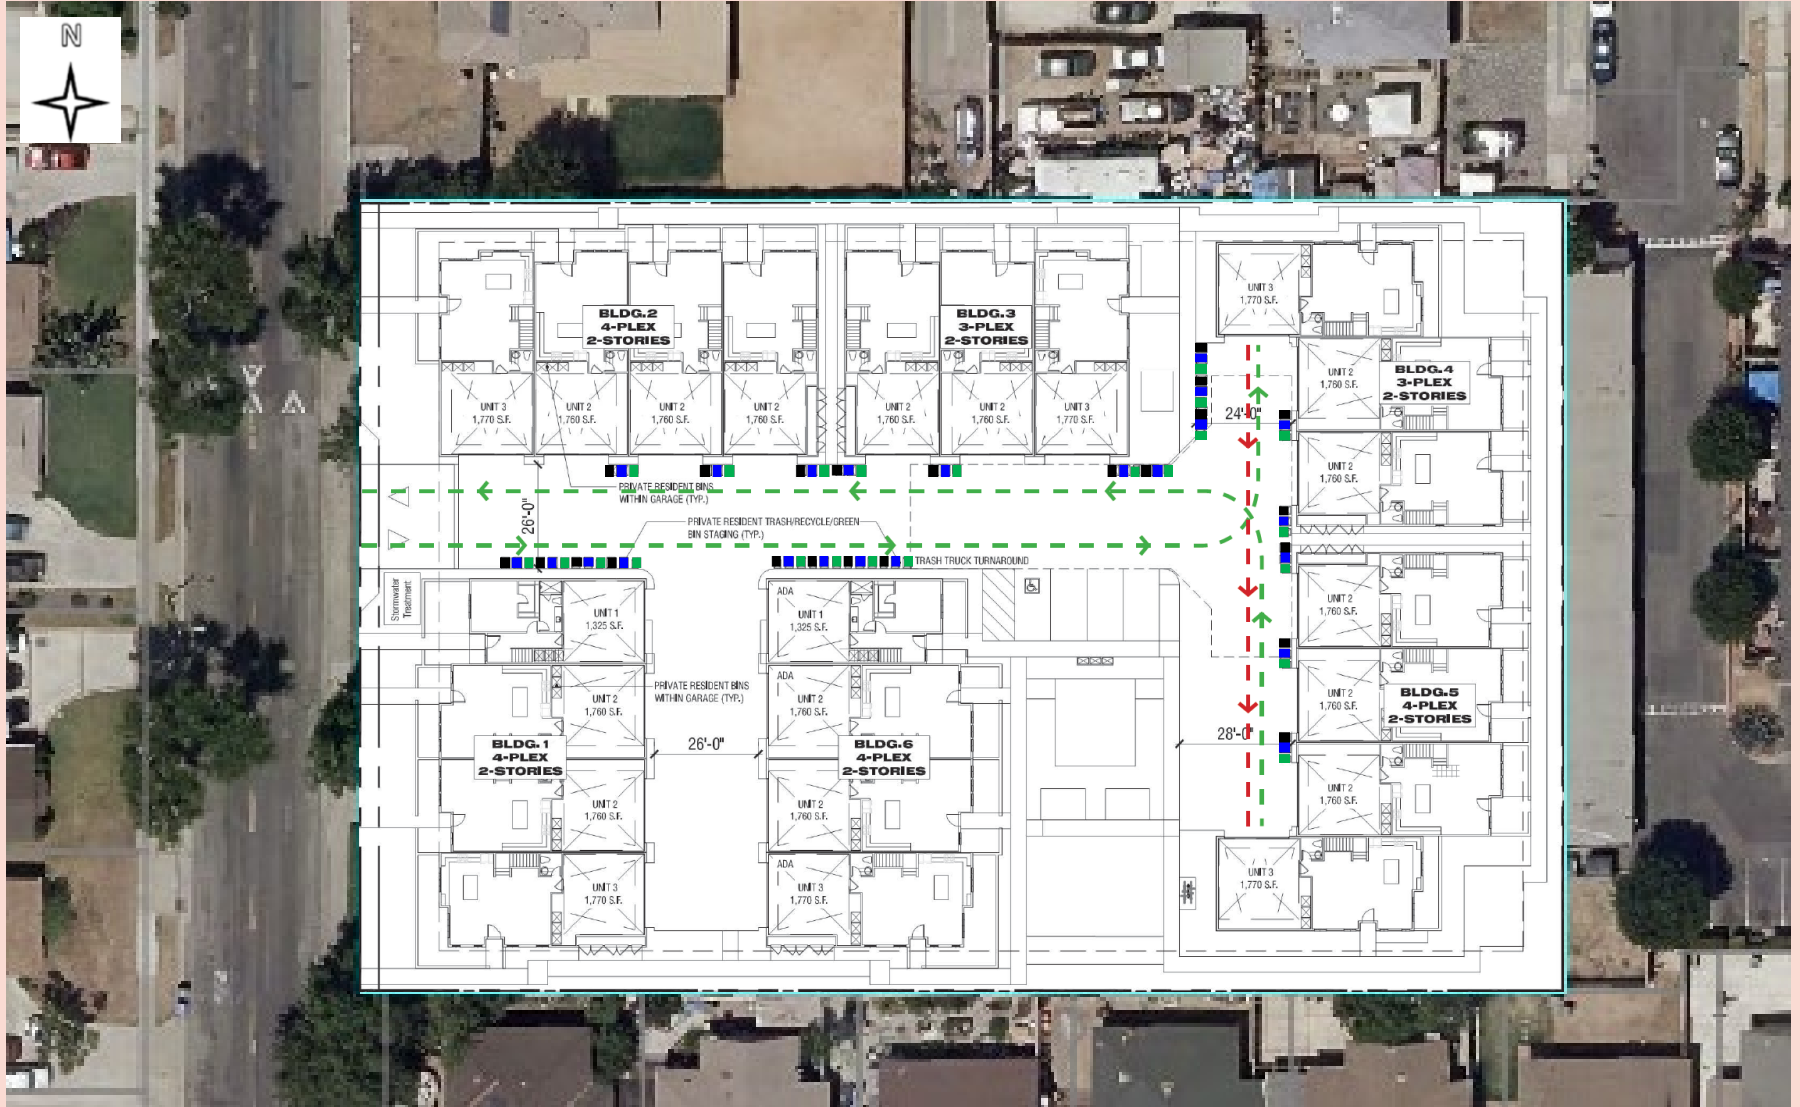 N
UNIT 3
1,770 S.F.
BLDG.2
4-PLEX
2-STORIES
BLDG.3
3-PLEX
2-STORIES
UNIT 2
1,760 S.F.
BLDG.4
3-PLEX
2-STORIES
UNIT 3
1,770 S.F.
UNIT 2
1,760 S.F.
UNIT 2
1,760 S.F.
UNIT 2
1,760 S.F.
UNIT 2
1,760 S.F.
UNIT 2
1,760 S.F.
UNIT 3
1,770 S.F.
24'-0"
UNIT 2
1,760 S.F.
PRIVATE RESIDENT BINS
WITHIN GARAGE (TYP.)
26'-0"
PRIVATE RESIDENT TRASH/RECYCLE/GREEN
BIN STAGING (TYP.)
TRASH TRUCK TURNAROUND
Stormwater
Treatment
UNIT 1
1,325 S.F.
ADA
UNIT 1
1,325 S.F.
UNIT 2
1,760 S.F.
PRIVATE RESIDENT BINS
WITHIN GARAGE (TYP.)
UNIT 2
1,760 S.F.
ADA
UNIT 2
1,760 S.F.
UNIT 2
1,760 S.F.
BLDG.5
4-PLEX
2-STORIES
BLDG.1
4-PLEX
2-STORIES
26'-0"
BLDG.6
4-PLEX
2-STORIES
28'-0"
UNIT 2
1,760 S.F.
UNIT 2
1,760 S.F.
UNIT 2
1,760 S.F.
UNIT 3
1,770 S.F.
ADA
UNIT 3
1,770 S.F.
UNIT 3
1,770 S.F.